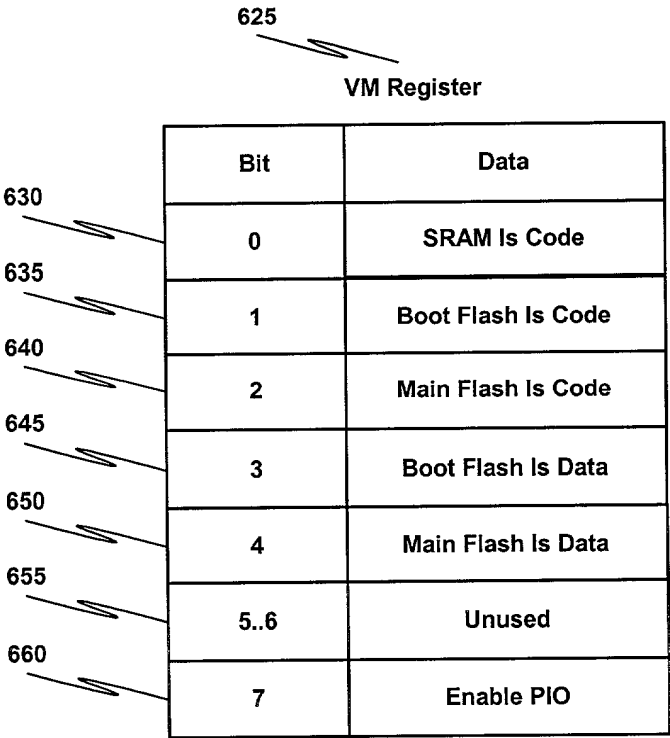 625
VM Register
Bit Data
630
0 SRAM Is Code
635
1 Boot Flash Is Code
640
2 Main Flash Is Code
645
3 Boot Flash Is Data
650
4 Main Flash Is Data
655
5..6 Unused
660
7 Enable PIO